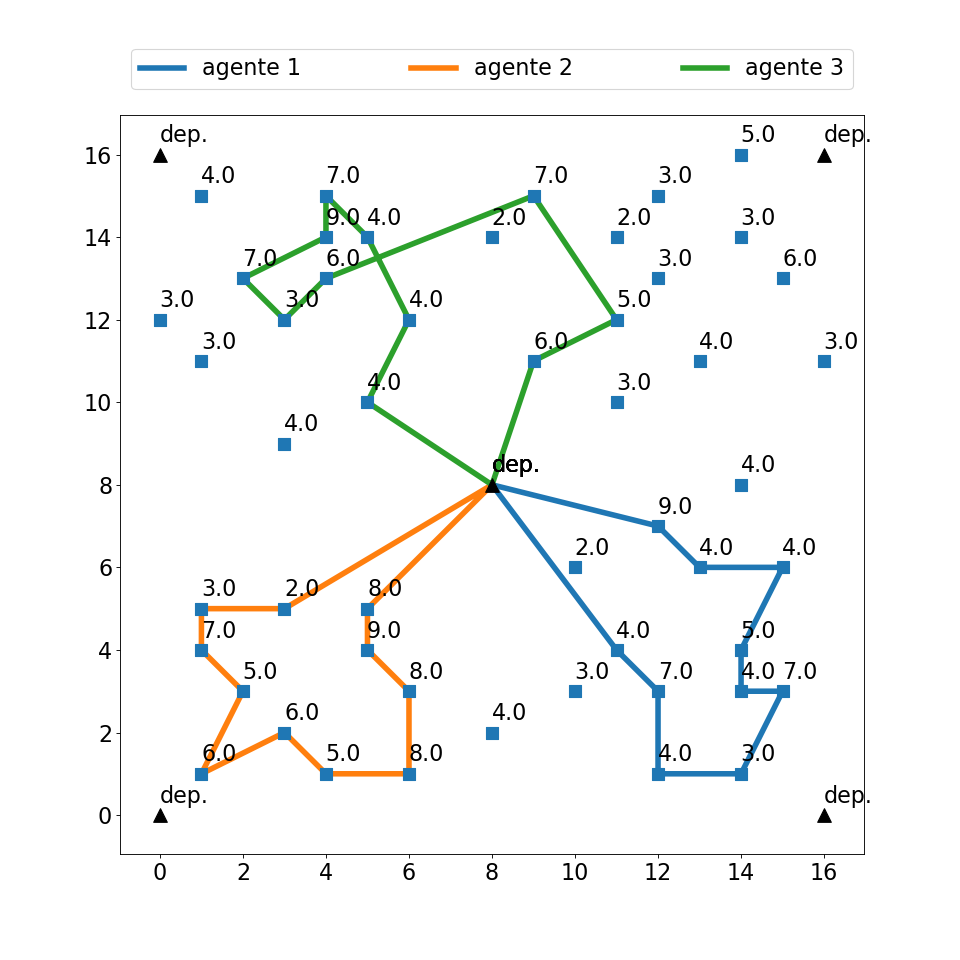 agente 1 agente 2 agente 3
dep. 5.0 dep.
16
4.0 7.0 7.0 3.0
9.0 4.0 2.0 2.0 3.0
14
7.0 6.0 3.0 6.0
3.0 3.0 4.0 5.0
12
3.0 6.0 4.0 3.0
4.0 3.0
10
4.0
dep. 4.0
8
9.0
2.0 4.0 4.0
6
3.0 2.0 8.0
7.0 9.0 4.0 5.0
4
5.0 8.0 3.0 7.0 4.0 7.0
6.0 4.0
2
6.0 5.0 8.0 4.0 3.0
dep. dep.
0
0 2 4 6 8 10 12 14 16